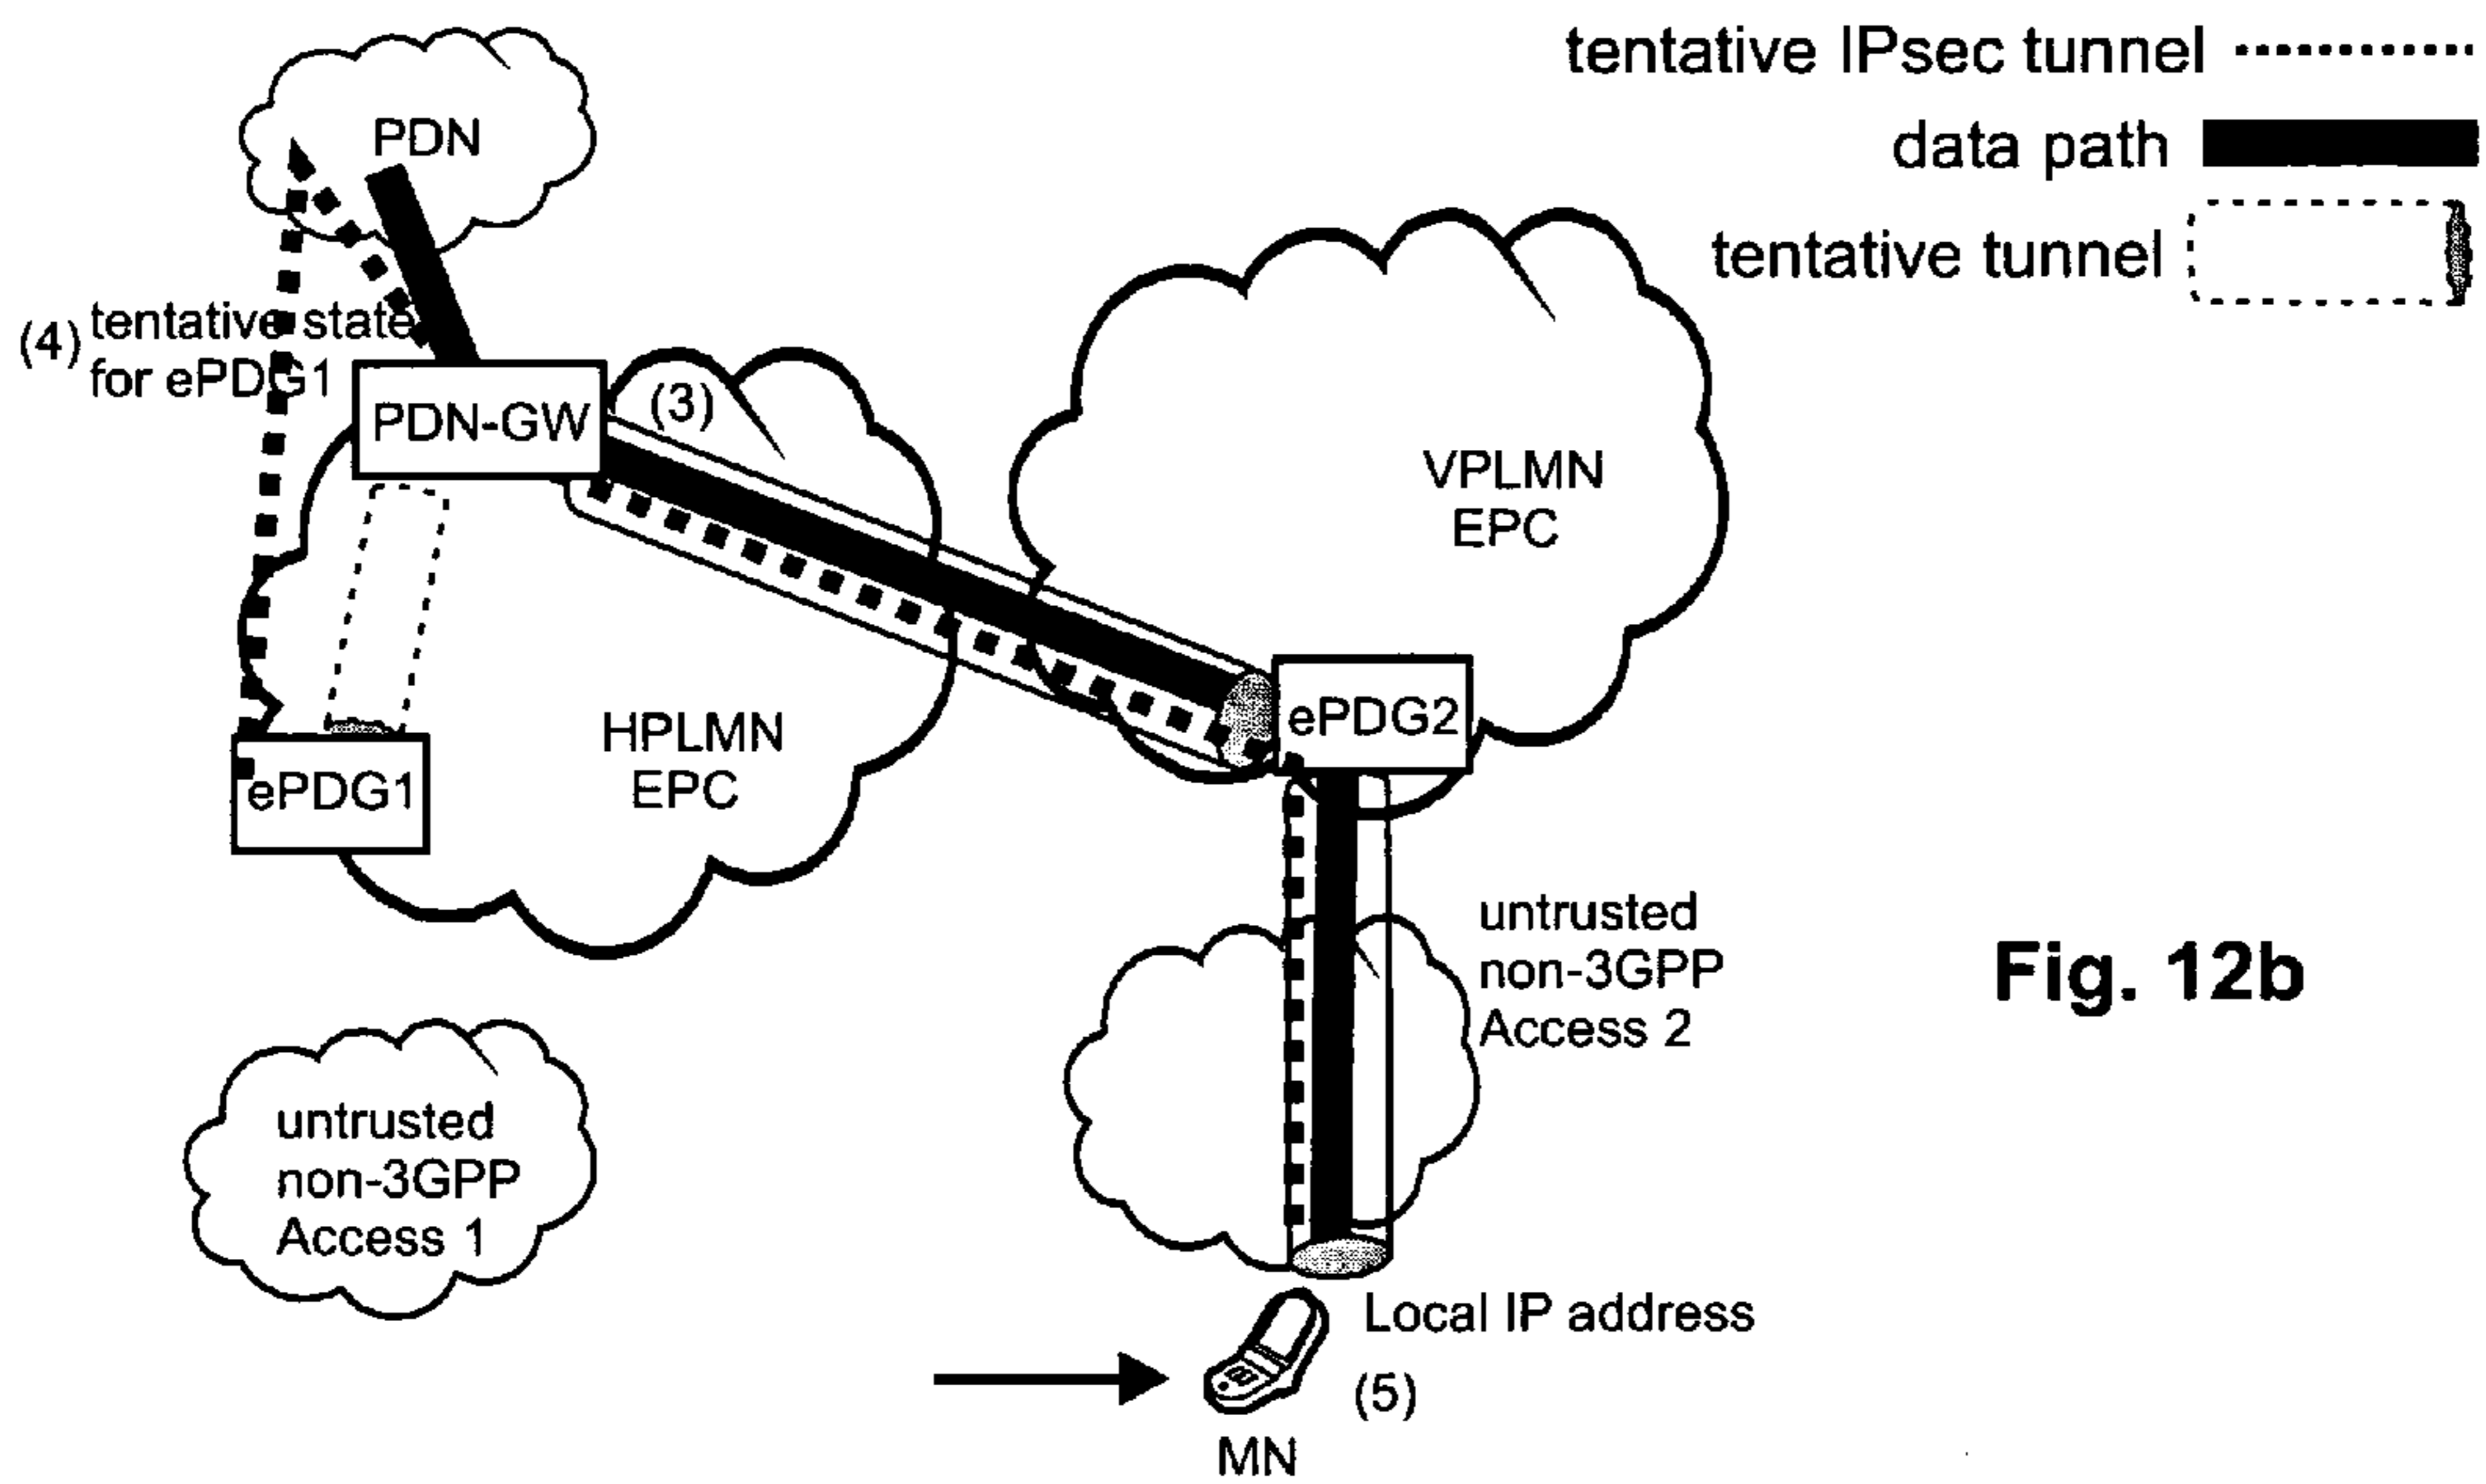 tentative IPsec tunnel
data path
tentative tunnel
PDN
(4) tentative state
for ePDG1
PDN-GW
(3)
VPLMN
EPC
ePDG2
HPLMN
EPC
ePDG1
untrusted
non-3GPP
Access 2
Fig. 12b
untrusted
non-3GPP
Access 1
Local IP address
(5)
MN